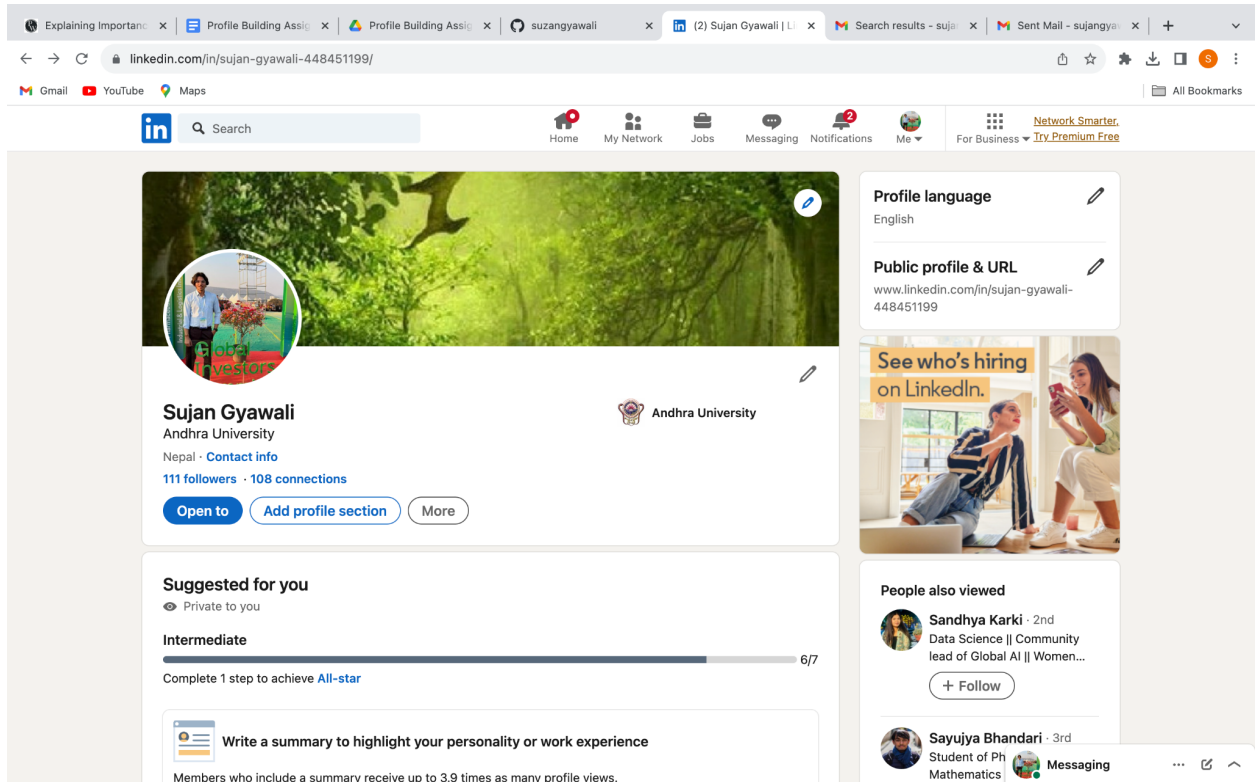 Explaining Importanc
Profile Building Assig
Profile Building Assig
suzangyawali
(2) Sujan Gyawali | Li
Search results - suja
Sent Mail - sujangyav
linkedin.com/in/sujan-gyawali-448451199/
S
Gmail
YouTube
Maps
All Bookmarks
in
Search
Home
My Network
Jobs
Messaging
2
Notifications
Me
For Business
Network Smarter,
Try Premium Free
Global
Investors
Sujan Gyawali
Andhra University
Nepal · Contact info
111 followers · 108 connections
Open to
Add profile section
More
Andhra University
Suggested for you
Private to you
Intermediate
6/7
Complete 1 step to achieve All-star
Write a summary to highlight your personality or work experience
Members who include a summary receive up to 3.9 times as many profile views.
Profile language
English
Public profile & URL
www.linkedin.com/in/sujan-gyawali-
448451199
See who's hiring
on LinkedIn.
People also viewed
Sandhya Karki · 2nd
Data Science || Community
lead of Global AI || Women...
+ Follow
Sayujya Bhandari · 3rd
Student of Ph
Mathematics
Messaging